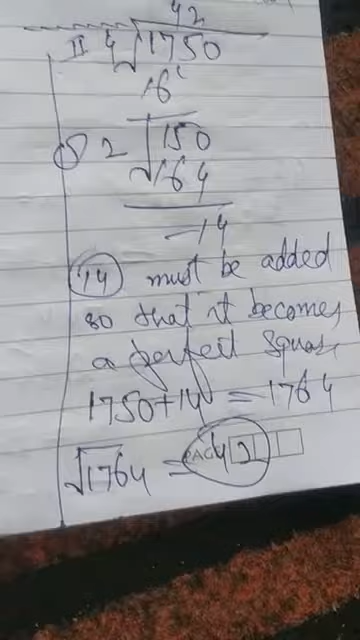 42
II 4√1750
16
82 √150
164
-14
14 must be added
so that it becomes
a perfect square
1750+14 = 1764
√1764 = 42